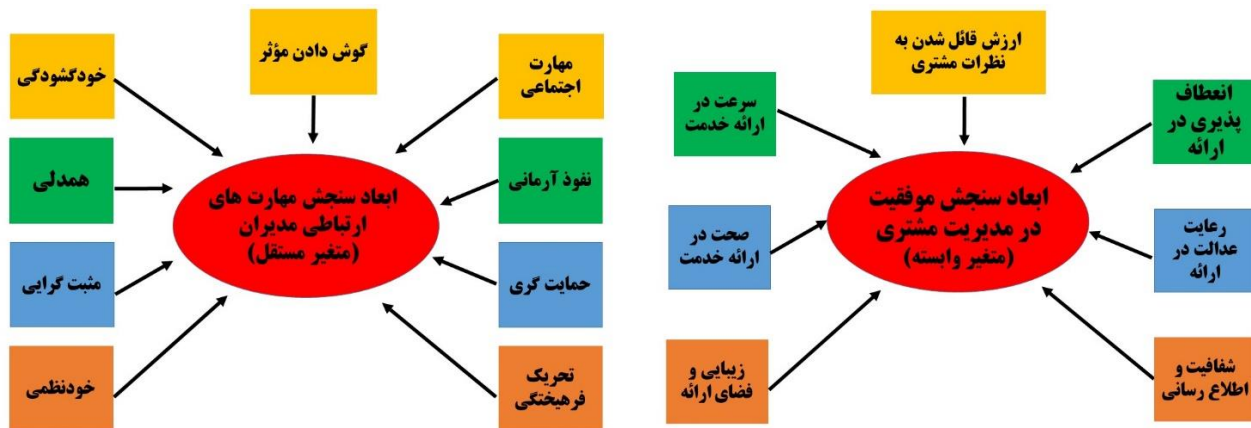 گوش دادن مؤثر
خودگشودگی
مهارت
اجتماعی
همدلی
نفوذ آرمانی
ابعاد سنجش مهارت های
ارتباطی مدیران
(متغیر مستقل)
مثبت گرایی
حمایت گری
خودنظمی
تحریک
فرهیختگی
ارزش قائل شدن به
نظرات مشتری
سرعت در
ارائه خدمت
انعطاف
پذیری در
ارائه
ابعاد سنجش موفقیت
در مدیریت مشتری
(متغیر وابسته)
صحت در
ارائه خدمت
رعایت
عدالت در
ارائه
زیبایی و
فضای ارائه
شفافیت و
اطلاع رسانی